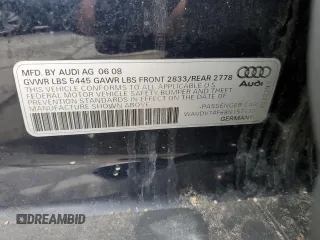 MFD. BY AUDI AG 06 08
GVWR LBS 5445 GAWR LBS FRONT 2833/REAR 2778
THIS VEHICLE CONFORMS TO ALL APPLICABLE U.S.
FEDERAL MOTOR VEHICLE SAFETY BUMPER AND THEFT
PREVENTION STANDARDS IN EFFECT ON THE DATE OF
MANUFACTURE SHOWN ABOVE.
Audi
-PASSENGER
GERMANY
DREAMBID